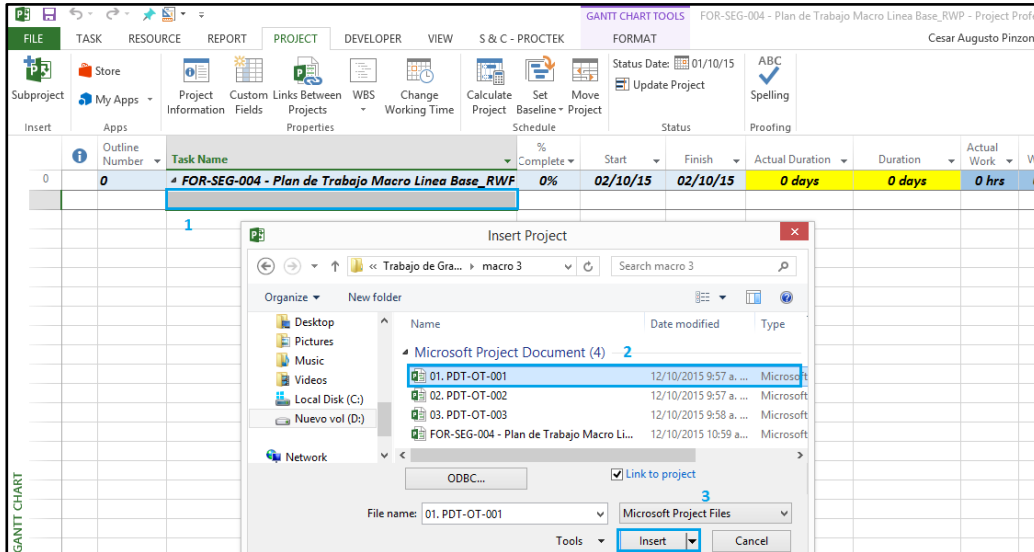 GANTT CHART TOOLS FOR-SEG-004 - Plan de Trabajo Macro Linea Base_RWP - Project Profe
FILE TASK RESOURCE REPORT PROJECT DEVELOPER VIEW S & C - PROCTEK FORMAT Cesar Augusto Pinzon
Subproject
Store
My Apps
Project Information
Custom Fields
Links Between Projects
WBS
Change Working Time
Calculate Project
Set Baseline
Move Project
Status Date: 01/10/15
Update Project
ABC
Spelling
Insert Apps Properties Schedule Status Proofing
Outline Number Task Name % Complete Start Finish Actual Duration Duration Actual Work W
0 0 FOR-SEG-004 - Plan de Trabajo Macro Linea Base_RWP 0% 02/10/15 02/10/15 0 days 0 days 0 hrs
1
Insert Project
« Trabajo de Gra... macro 3 Search macro 3
Organize New folder
Desktop
Pictures
Music
Videos
Local Disk (C:)
Nuevo vol (D:)
Network
Name Date modified Type
Microsoft Project Document (4) 2
01. PDT-OT-001 12/10/2015 9:57 a. ... Microsoft
02. PDT-OT-002 12/10/2015 9:57 a. ... Microsoft
03. PDT-OT-003 12/10/2015 9:58 a. ... Microsoft
FOR-SEG-004 - Plan de Trabajo Macro Li... 12/10/2015 10:59 a... Microsoft
ODBC... Link to project
3
File name: 01. PDT-OT-001 Microsoft Project Files
Tools Insert Cancel
GANTT CHART